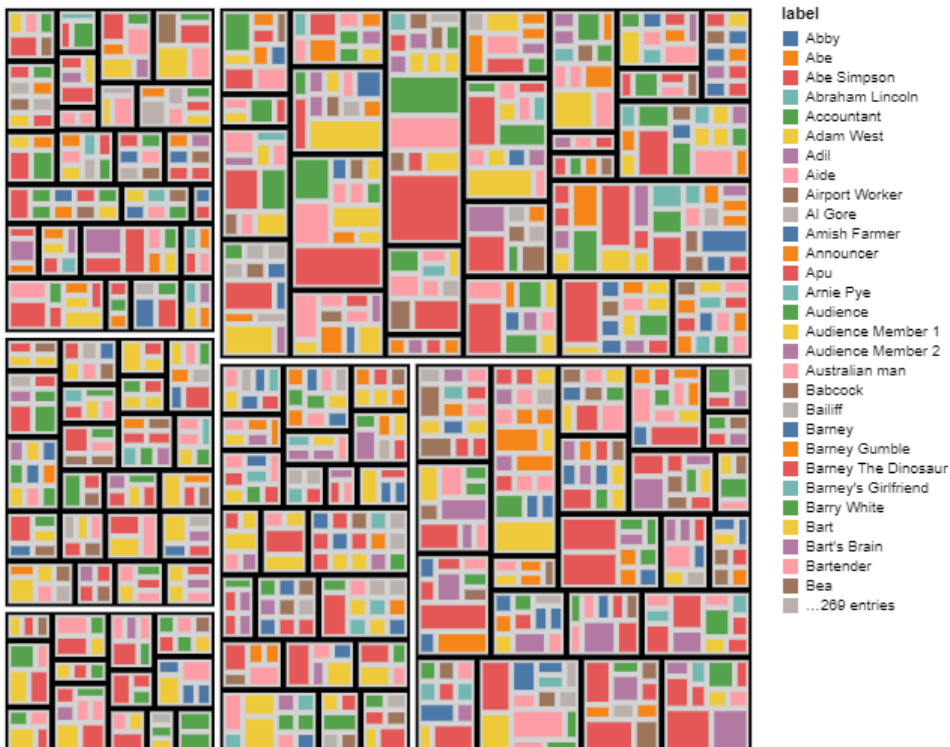 label
Abby
Abe
Abe Simpson
Abraham Lincoln
Accountant
Adam West
Adil
Aide
Airport Worker
Al Gore
Amish Farmer
Announcer
Apu
Arnie Pye
Audience
Audience Member 1
Audience Member 2
Australian man
Babcock
Bailiff
Barney
Barney Gumble
Barney The Dinosaur
Barney's Girlfriend
Barry White
Bart
Bart's Brain
Bartender
Bea
…269 entries